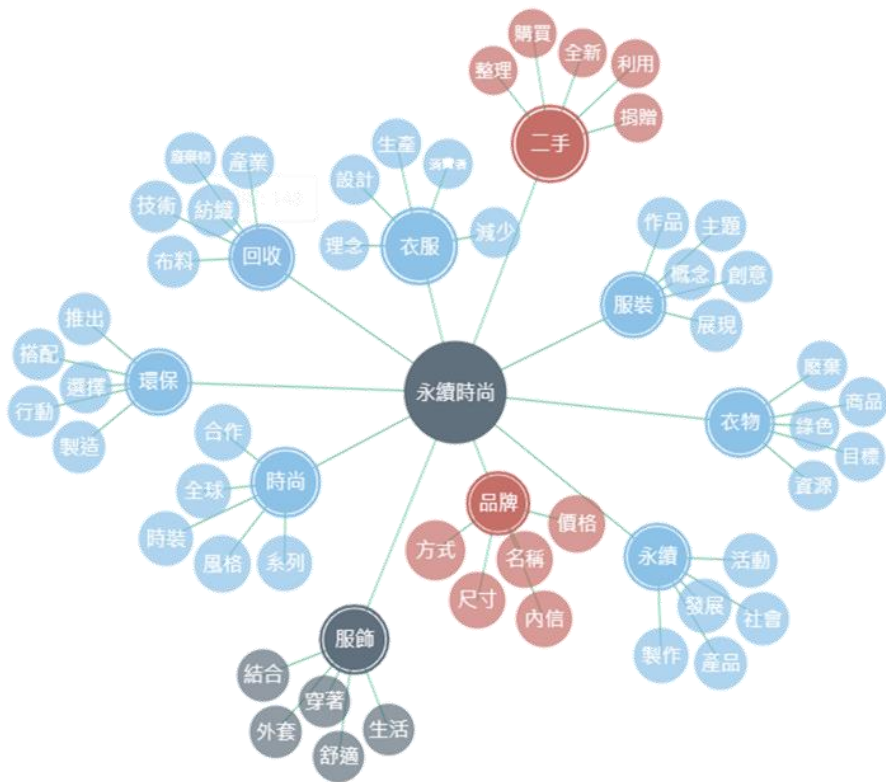 購買
全新
整理
利用
捐贈
二手
生產
消費者
設計
減少
理念
衣服
廢棄物
產業
技術
紡織
布料
回收
作品
主題
概念
創意
展現
服裝
推出
搭配
選擇
行動
製造
環保
永續時尚
廢棄
商品
綠色
目標
資源
衣物
合作
全球
時裝
風格
系列
時尚
品牌
價格
方式
名稱
尺寸
內信
永續
活動
發展
社會
製作
產品
服飾
結合
穿著
外套
舒適
生活